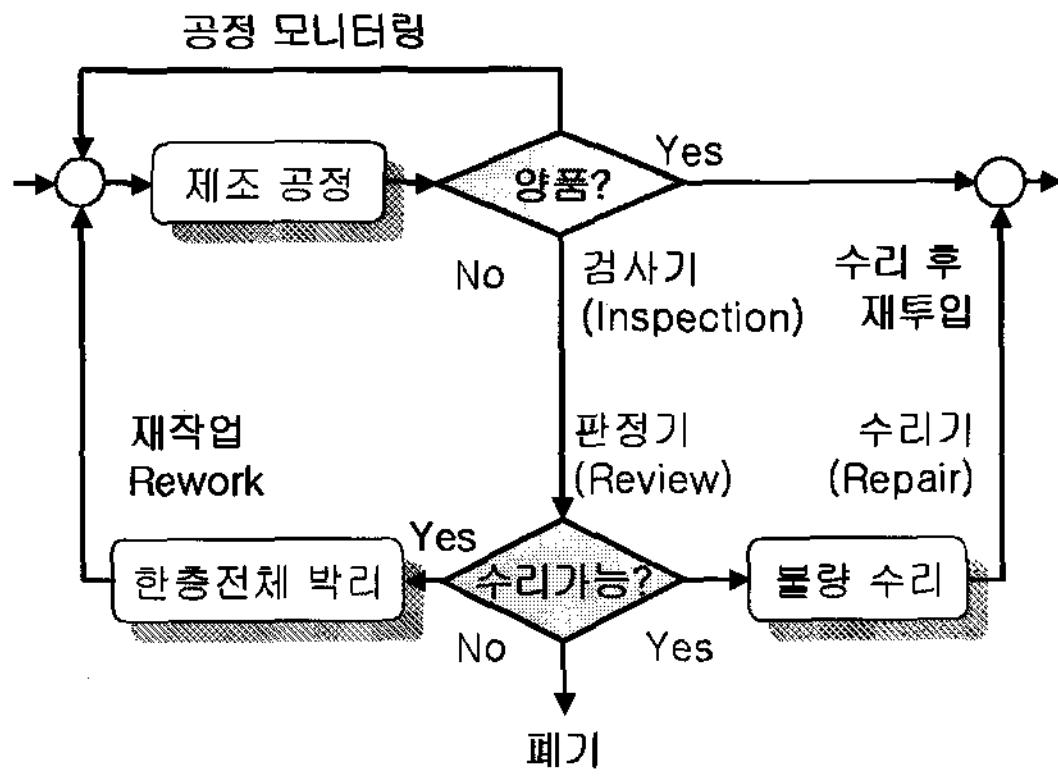 공정 모니터링
제조 공정
양품?
Yes
No
검사기
(Inspection)
수리 후
재투입
재작업
Rework
판정기
(Review)
수리기
(Repair)
한층전체 박리
Yes
수리가능?
불량 수리
No
Yes
폐기